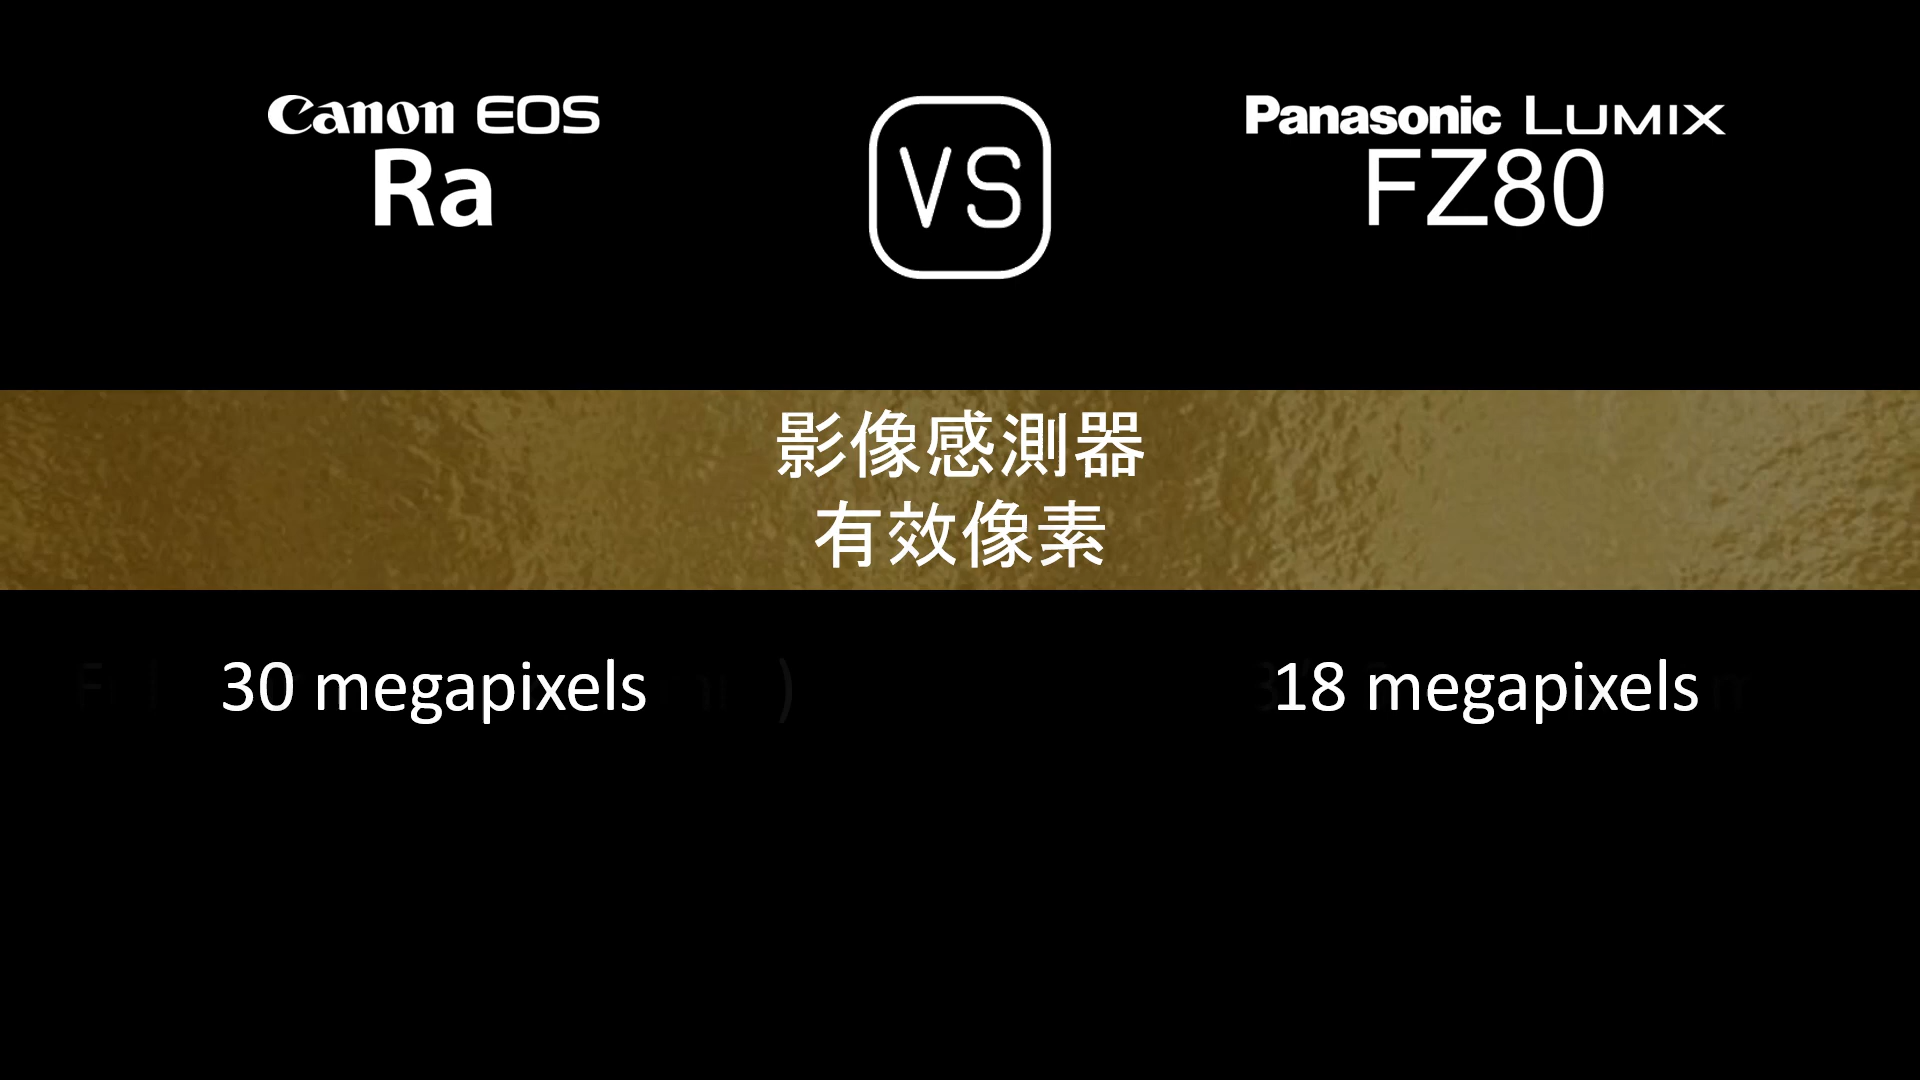 Canon EOS
Ra
VS
Panasonic LUMIX
FZ80
影像感測器
有效像素
30 megapixels
18 megapixels